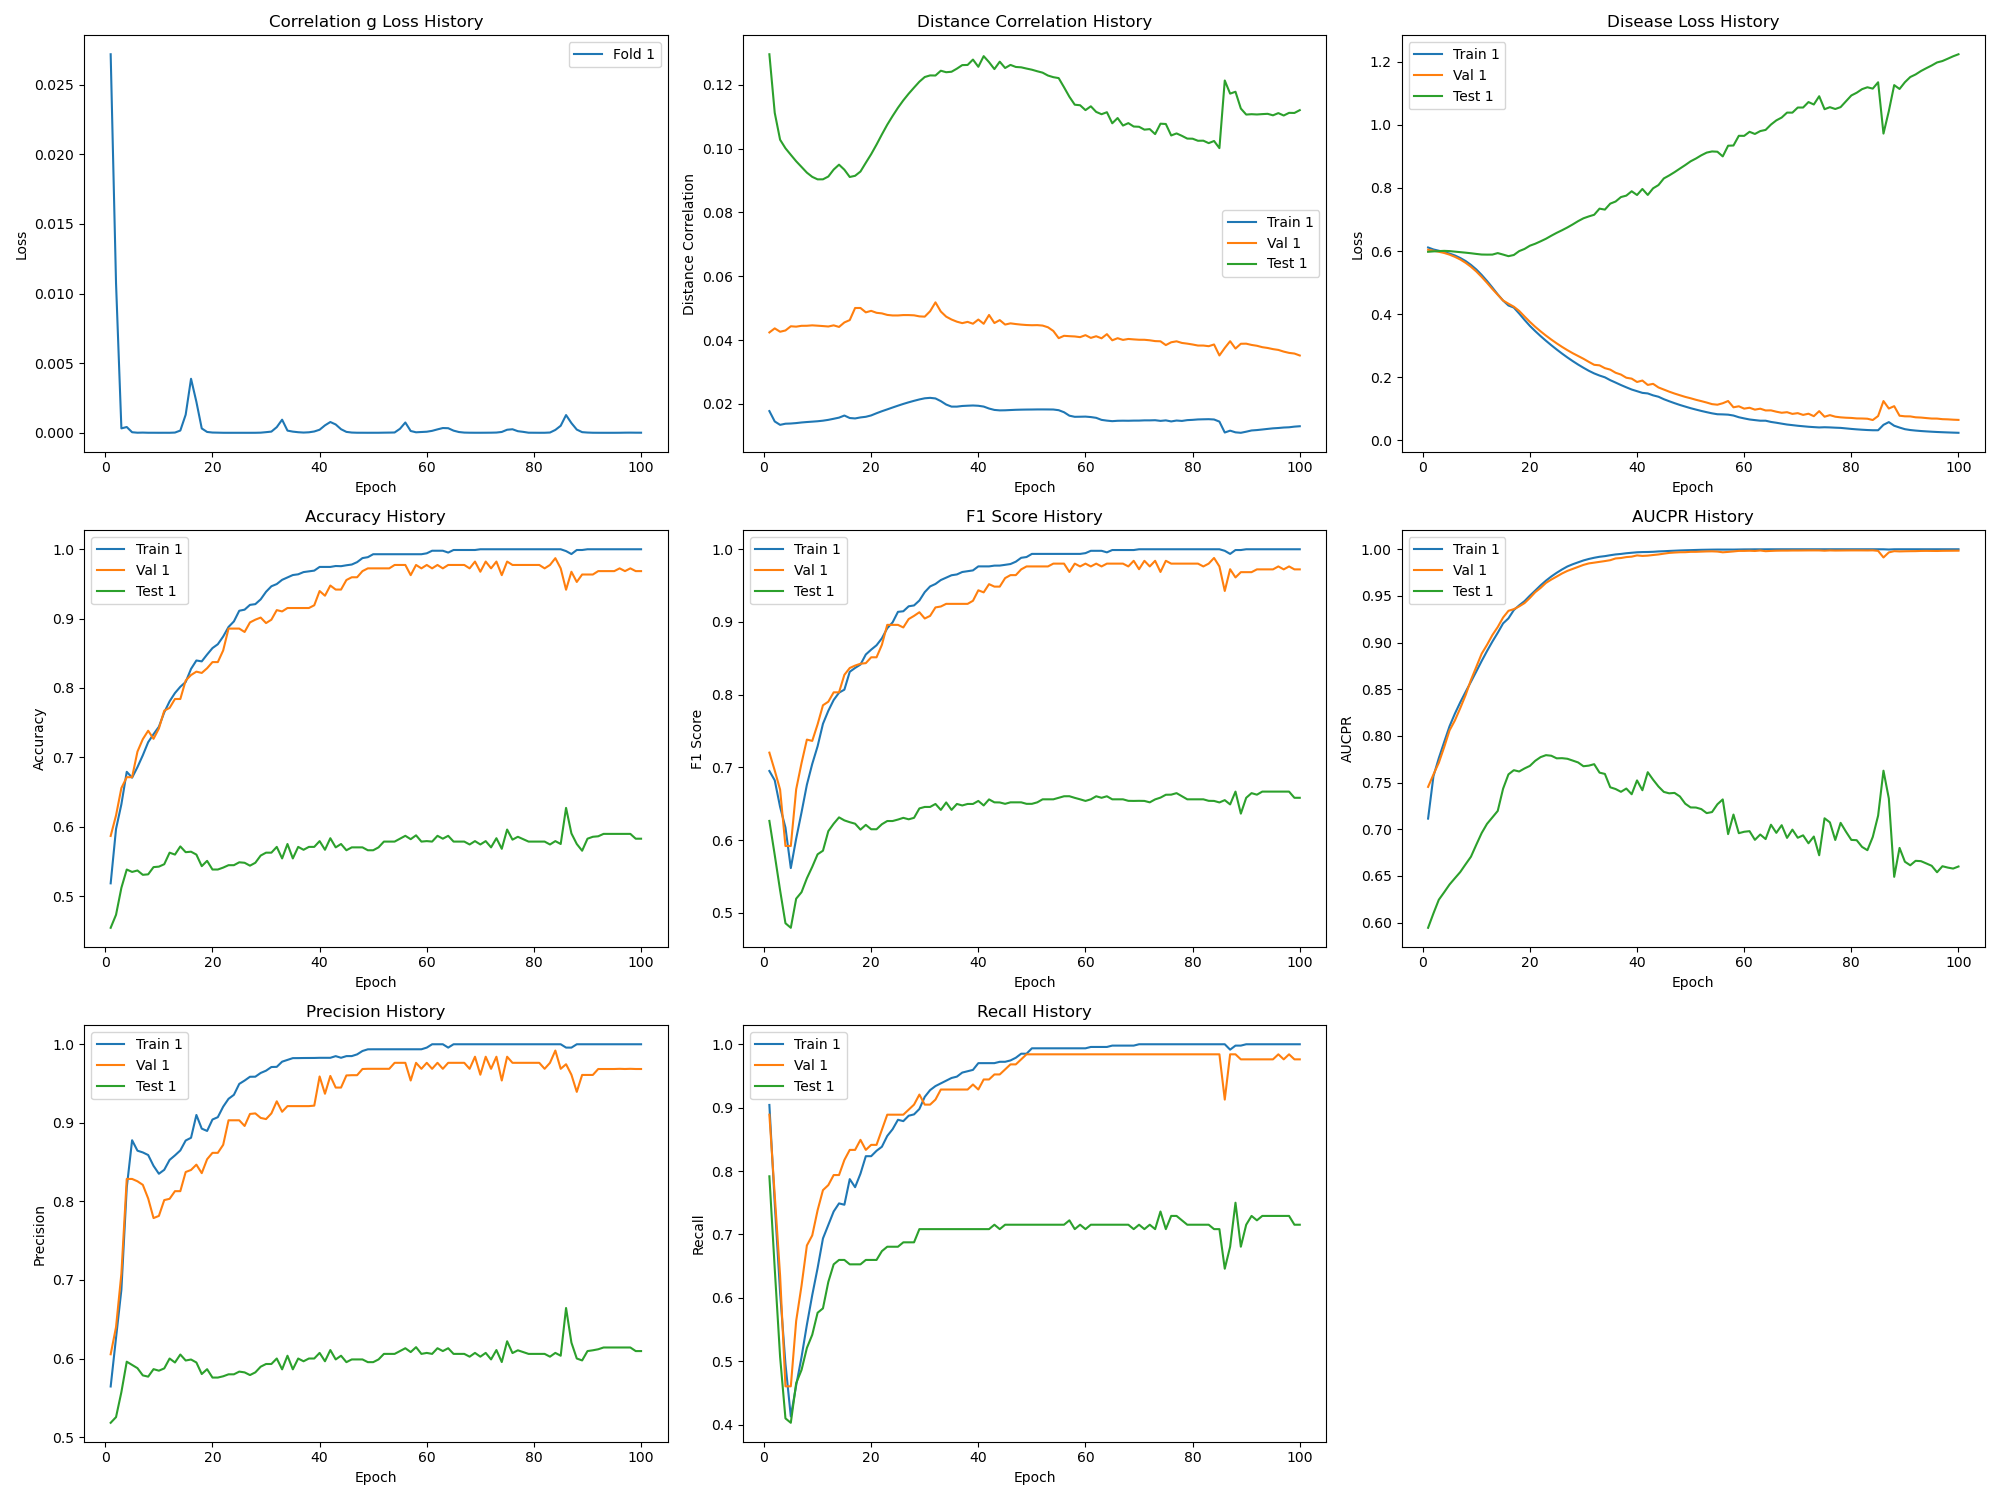 Correlation g Loss History
Fold 1
Loss
0.025
0.020
0.015
0.010
0.005
0.000
0 20 40 60 80 100
Epoch
Distance Correlation History
Train 1
Val 1
Test 1
Distance Correlation
0.12
0.10
0.08
0.06
0.04
0.02
0 20 40 60 80 100
Epoch
Disease Loss History
Train 1
Val 1
Test 1
Loss
1.2
1.0
0.8
0.6
0.4
0.2
0.0
0 20 40 60 80 100
Epoch
Accuracy History
Train 1
Val 1
Test 1
Accuracy
1.0
0.9
0.8
0.7
0.6
0.5
0 20 40 60 80 100
Epoch
F1 Score History
Train 1
Val 1
Test 1
F1 Score
1.0
0.9
0.8
0.7
0.6
0.5
0 20 40 60 80 100
Epoch
AUCPR History
Train 1
Val 1
Test 1
AUCPR
1.00
0.95
0.90
0.85
0.80
0.75
0.70
0.65
0.60
0 20 40 60 80 100
Epoch
Precision History
Train 1
Val 1
Test 1
Precision
1.0
0.9
0.8
0.7
0.6
0.5
0 20 40 60 80 100
Epoch
Recall History
Train 1
Val 1
Test 1
Recall
1.0
0.9
0.8
0.7
0.6
0.5
0.4
0 20 40 60 80 100
Epoch